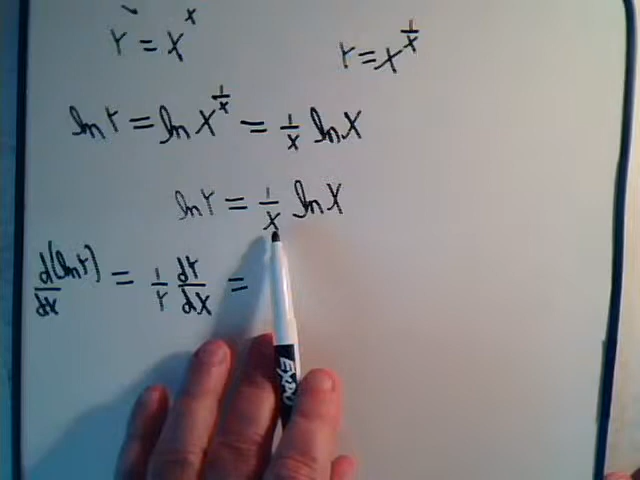 Y = x^x
Y = x^{1/x}
ln Y = ln x^{1/x} = 1/x ln x
ln Y = 1/x ln x
d(ln Y)/dx = 1/Y dY/dx =
EXPO